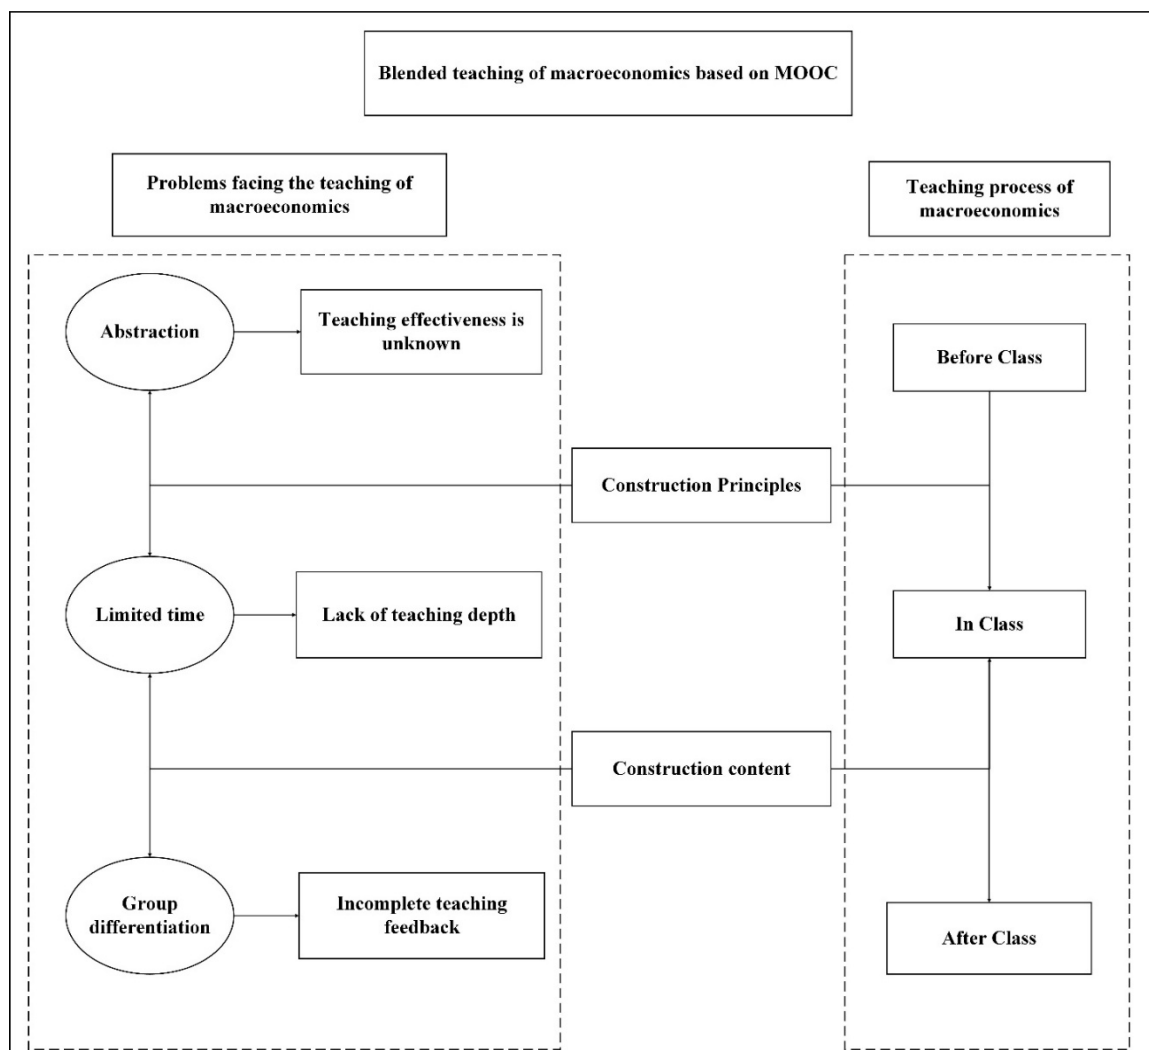 Blended teaching of macroeconomics based on MOOC
Problems facing the teaching of
macroeconomics
Teaching process of
macroeconomics
Abstraction
Teaching effectiveness is
unknown
Before Class
Construction Principles
Limited time
Lack of teaching depth
In Class
Construction content
Group
differentiation
Incomplete teaching
feedback
After Class